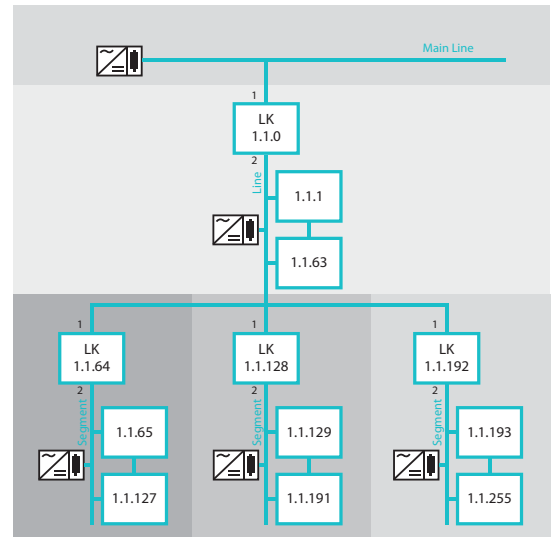 Main Line
1
LK
1.1.0
2
Line
1.1.1
1.1.63
1
LK
1.1.64
2
Segment
1.1.65
1.1.127
1
LK
1.1.128
2
Segment
1.1.129
1.1.191
1
LK
1.1.192
2
Segment
1.1.193
1.1.255